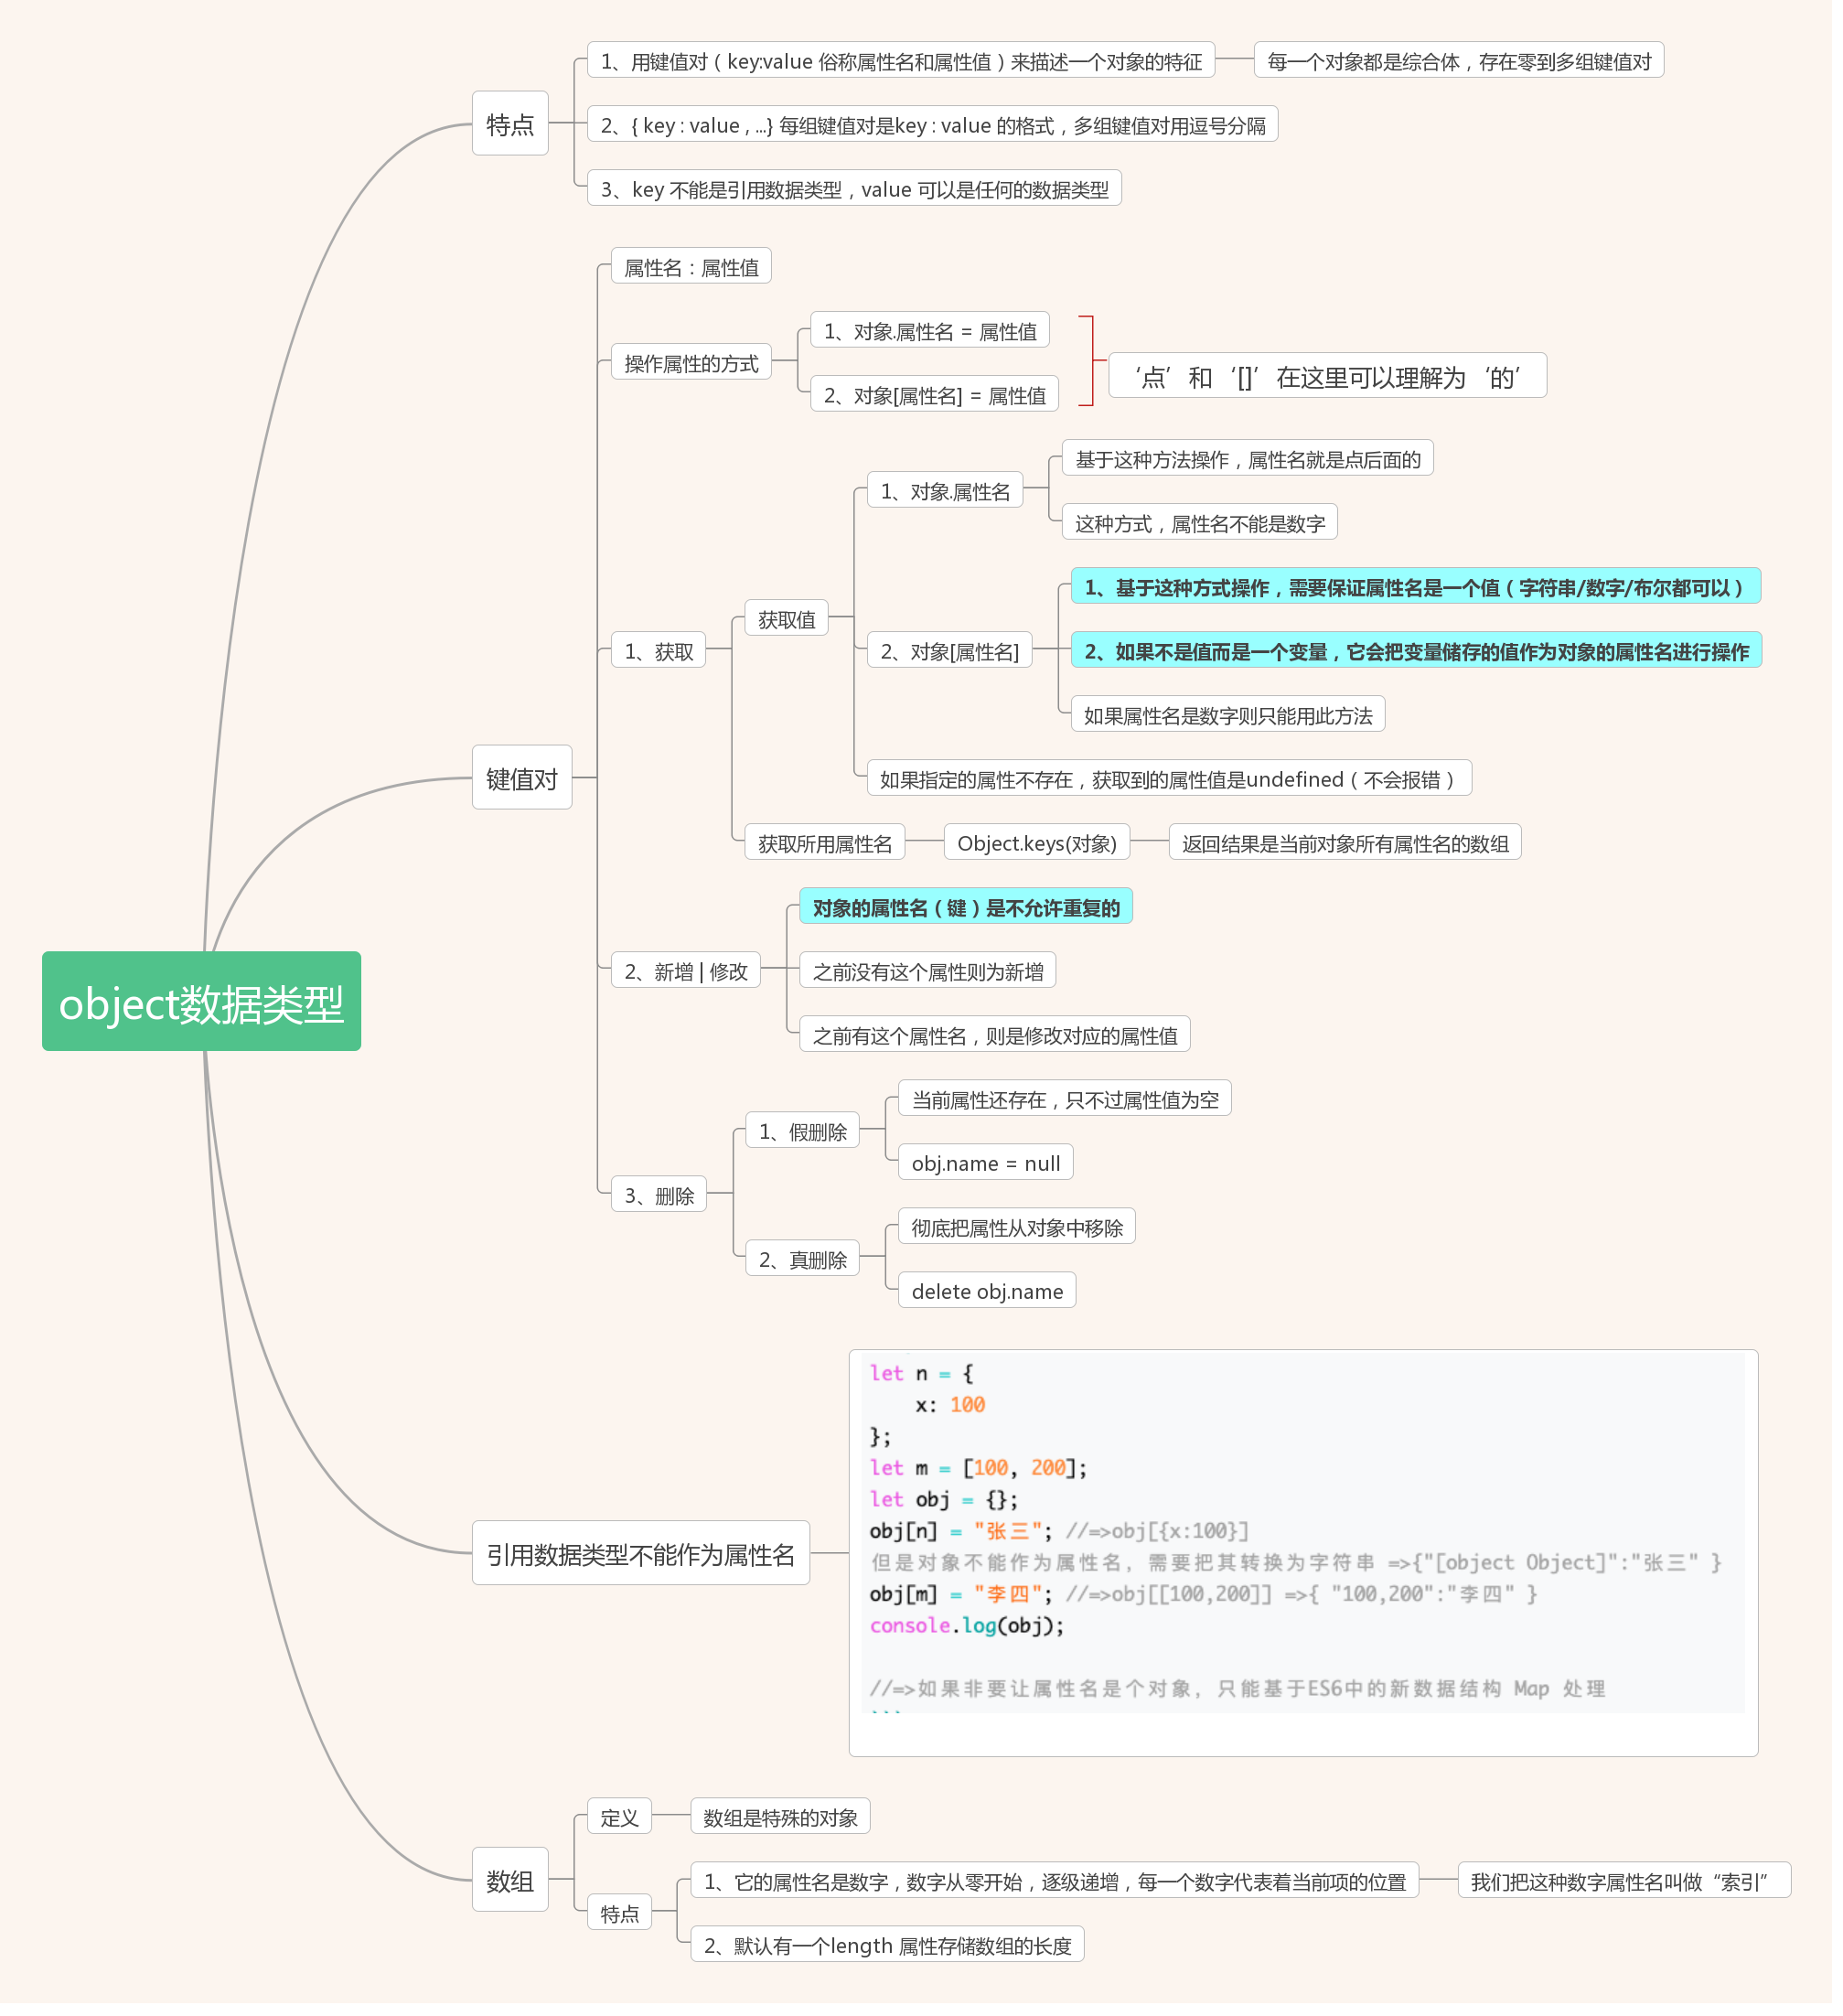 object数据类型
特点
1、用键值对（key:value 俗称属性名和属性值）来描述一个对象的特征
每一个对象都是综合体，存在零到多组键值对
2、{ key : value , ...} 每组键值对是key : value 的格式，多组键值对用逗号分隔
3、key 不能是引用数据类型，value 可以是任何的数据类型
键值对
属性名：属性值
操作属性的方式
1、对象.属性名 = 属性值
2、对象[属性名] = 属性值
‘点’和‘[]’在这里可以理解为‘的’
1、获取
获取值
1、对象.属性名
基于这种方法操作，属性名就是点后面的
这种方式，属性名不能是数字
2、对象[属性名]
1、基于这种方式操作，需要保证属性名是一个值（字符串/数字/布尔都可以）
2、如果不是值而是一个变量，它会把变量储存的值作为对象的属性名进行操作
如果属性名是数字则只能用此方法
如果指定的属性不存在，获取到的属性值是undefined（不会报错）
获取所用属性名
Object.keys(对象)
返回结果是当前对象所有属性名的数组
2、新增 | 修改
对象的属性名（键）是不允许重复的
之前没有这个属性则为新增
之前有这个属性名，则是修改对应的属性值
3、删除
1、假删除
当前属性还存在，只不过属性值为空
obj.name = null
2、真删除
彻底把属性从对象中移除
delete obj.name
引用数据类型不能作为属性名
let n = {
x: 100
};
let m = [100, 200];
let obj = {};
obj[n] = "张三"; //=>obj[{x:100}]
但是对象不能作为属性名，需要把其转换为字符串 =>{"[object Object]":"张三" }
obj[m] = "李四"; //=>obj[[100,200]] =>{ "100,200":"李四" }
console.log(obj);
//=>如果非要让属性名是个对象，只能基于ES6中的新数据结构 Map 处理
数组
定义
数组是特殊的对象
特点
1、它的属性名是数字，数字从零开始，逐级递增，每一个数字代表着当前项的位置
我们把这种数字属性名叫做“索引”
2、默认有一个length 属性存储数组的长度